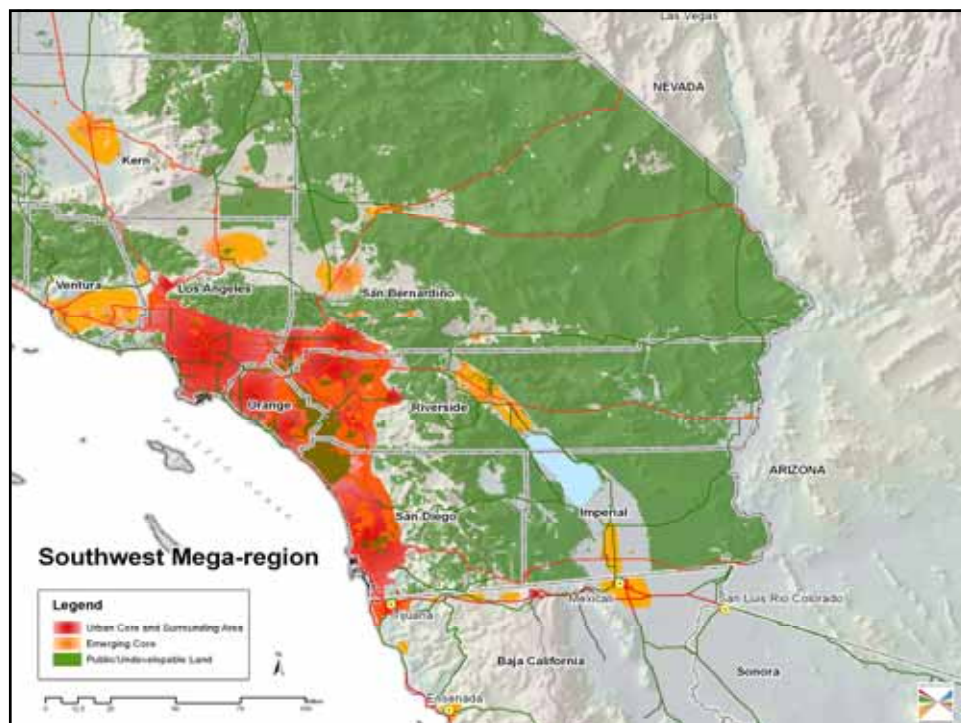 Las Vegas
NEVADA
Kern
Ventura
Los Angeles
San Bernardino
Orange
Riverside
ARIZONA
Imperial
San Diego
Southwest Mega-region
Legend
Urban Core and Surrounding Area
Emerging Core
Public/Undevelopable Land
Mexicali
San Luis Rio Colorado
Tijuana
Baja California
Sonora
Ensenada
N